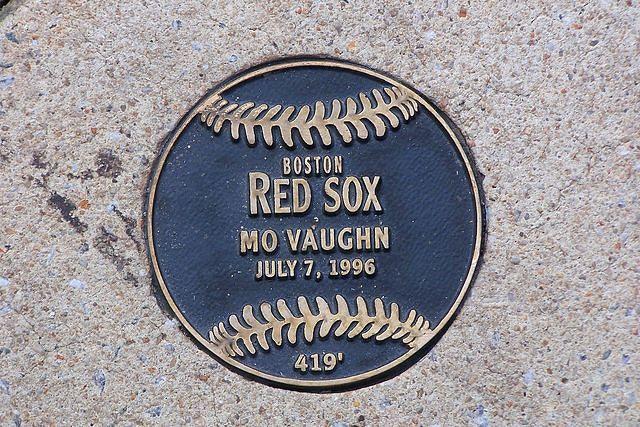 BOSTON
RED SOX
MO VAUGHN
JULY 7, 1996
419'